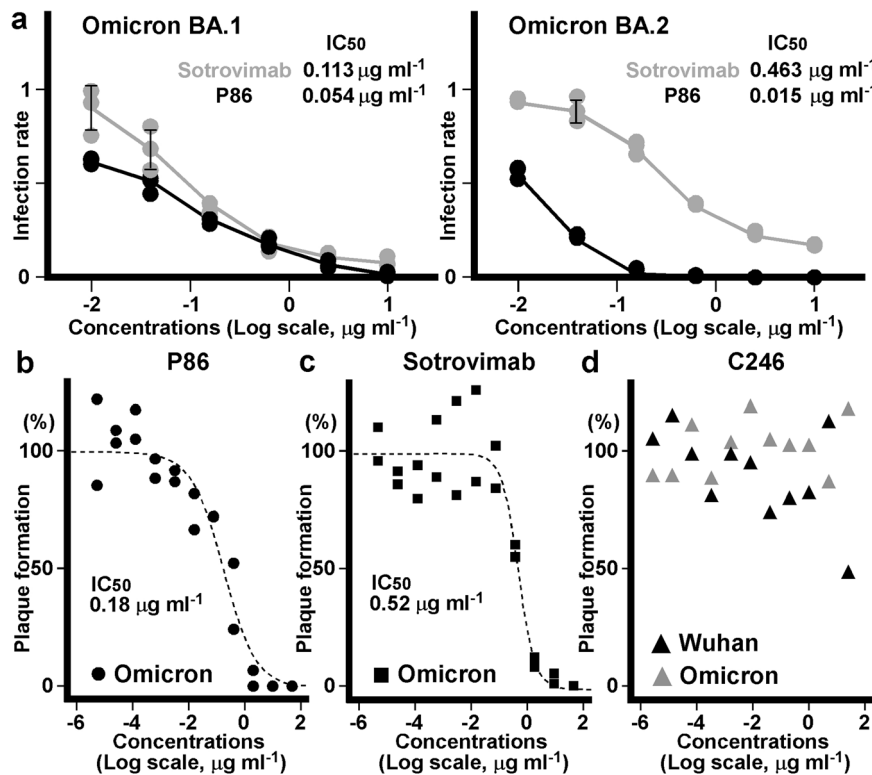 a
Omicron BA.1
IC50
Sotrovimab 0.113 μg ml-1
P86 0.054 μg ml-1
Infection rate
1
0
-2 -1 0 1
Concentrations (Log scale, μg ml-1)
Omicron BA.2
IC50
Sotrovimab 0.463 μg ml-1
P86 0.015 μg ml-1
Infection rate
1
0
-2 -1 0 1
Concentrations (Log scale, μg ml-1)
b
P86
(%)
100
50
0
Plaque formation
IC50
0.18 μg ml-1
Omicron
-6 -4 -2 0 2
Concentrations
(Log scale, μg ml-1)
c
Sotrovimab
(%)
100
50
0
Plaque formation
IC50
0.52 μg ml-1
Omicron
-6 -4 -2 0 2
Concentrations
(Log scale, μg ml-1)
d
C246
(%)
100
50
0
Plaque formation
Wuhan
Omicron
-6 -4 -2 0 2
Concentrations
(Log scale, μg ml-1)